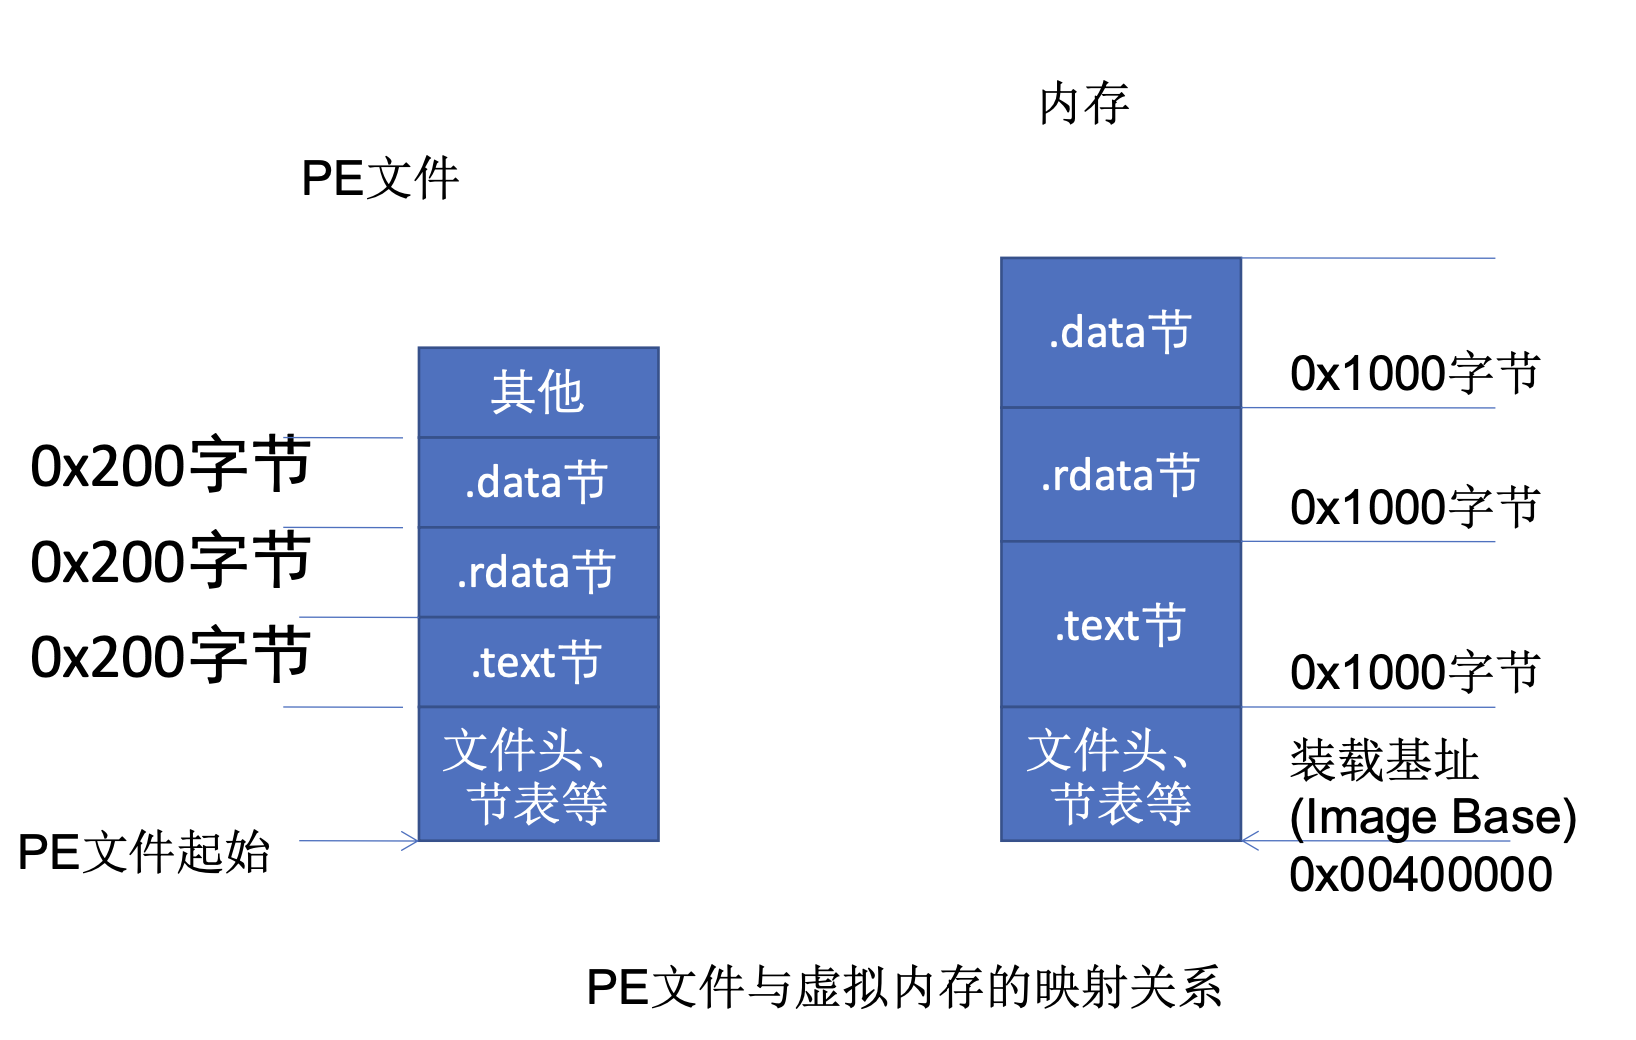 内存
PE文件
其他
.data节
.rdata节
.text节
文件头、
节表等
0x200字节
0x200字节
0x200字节
PE文件起始
.data节
.rdata节
.text节
文件头、
节表等
0x1000字节
0x1000字节
0x1000字节
装载基址
(Image Base)
0x00400000
PE文件与虚拟内存的映射关系